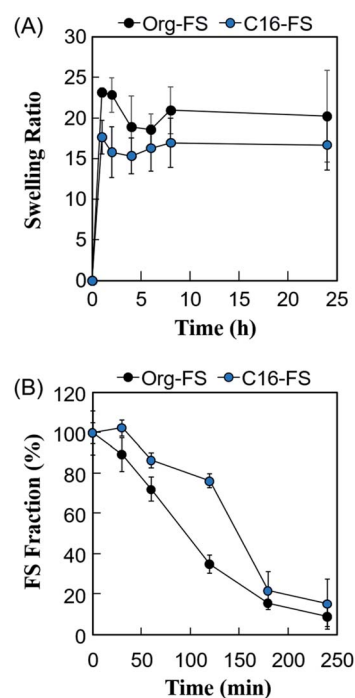 (A)
Org-FS C16-FS
30
25
20
15
10
5
0
Swelling Ratio
0 5 10 15 20 25
Time (h)
(B)
Org-FS C16-FS
120
100
80
60
40
20
0
FS Fraction (%)
0 50 100 150 200 250
Time (min)